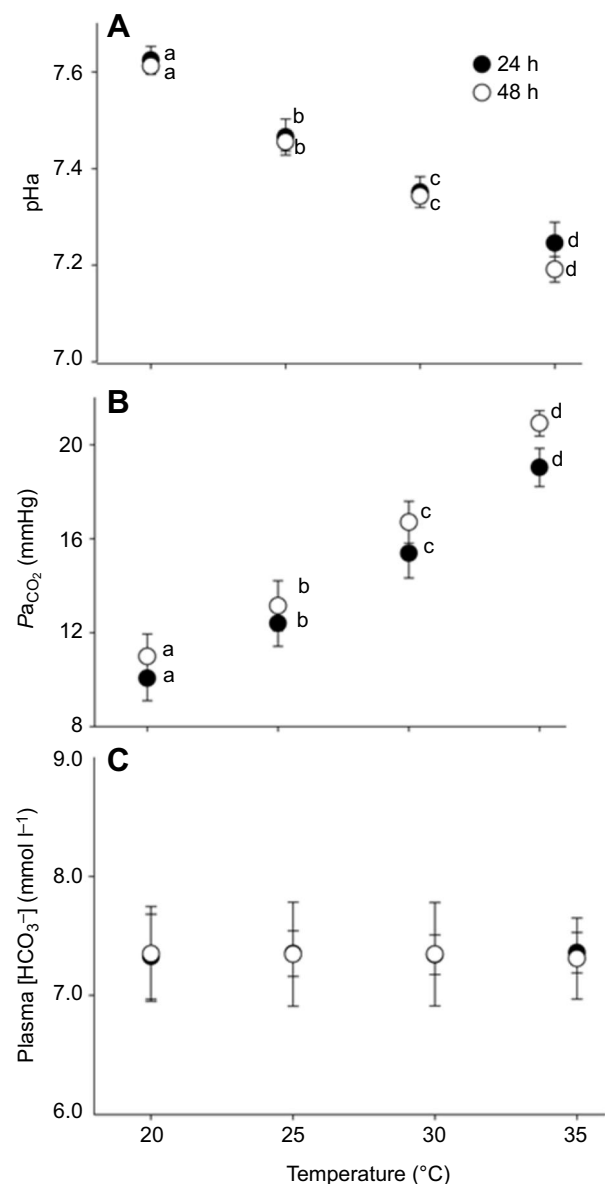 A
7.6
7.4
7.2
7.0
pHa
24 h
48 h
a
a
b
b
c
c
d
d
B
20
16
12
8
PaCO₂ (mmHg)
a
a
b
b
c
c
d
d
C
9.0
8.0
7.0
6.0
Plasma [HCO₃⁻] (mmol l⁻¹)
20 25 30 35
Temperature (°C)